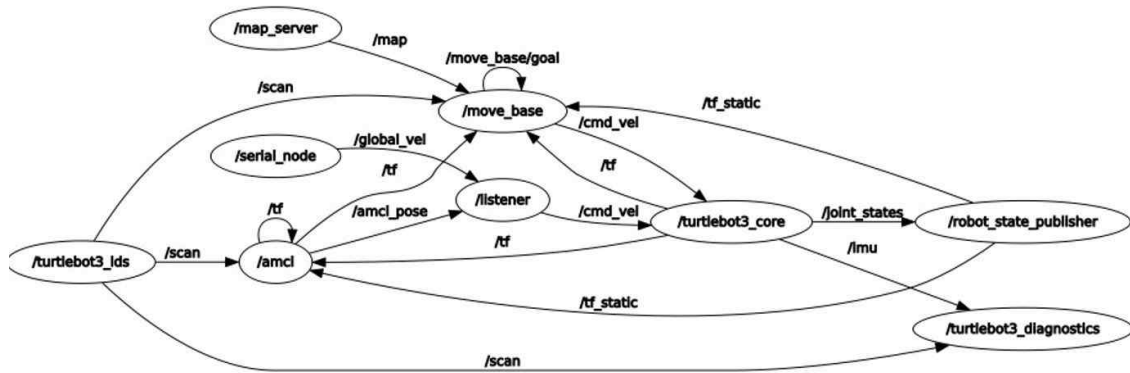 /map_server
/map
/move_base/goal
/scan
/tf_static
/move_base
/cmd_vel
/global_vel
/serial_node
/tf
/tf
/listener
/amcl_pose
/tf
/cmd_vel
/turtlebot3_core
/joint_states
/robot_state_publisher
/tf
/imu
/scan
/turtlebot3_lds
/amcl
/tf_static
/turtlebot3_diagnostics
/scan